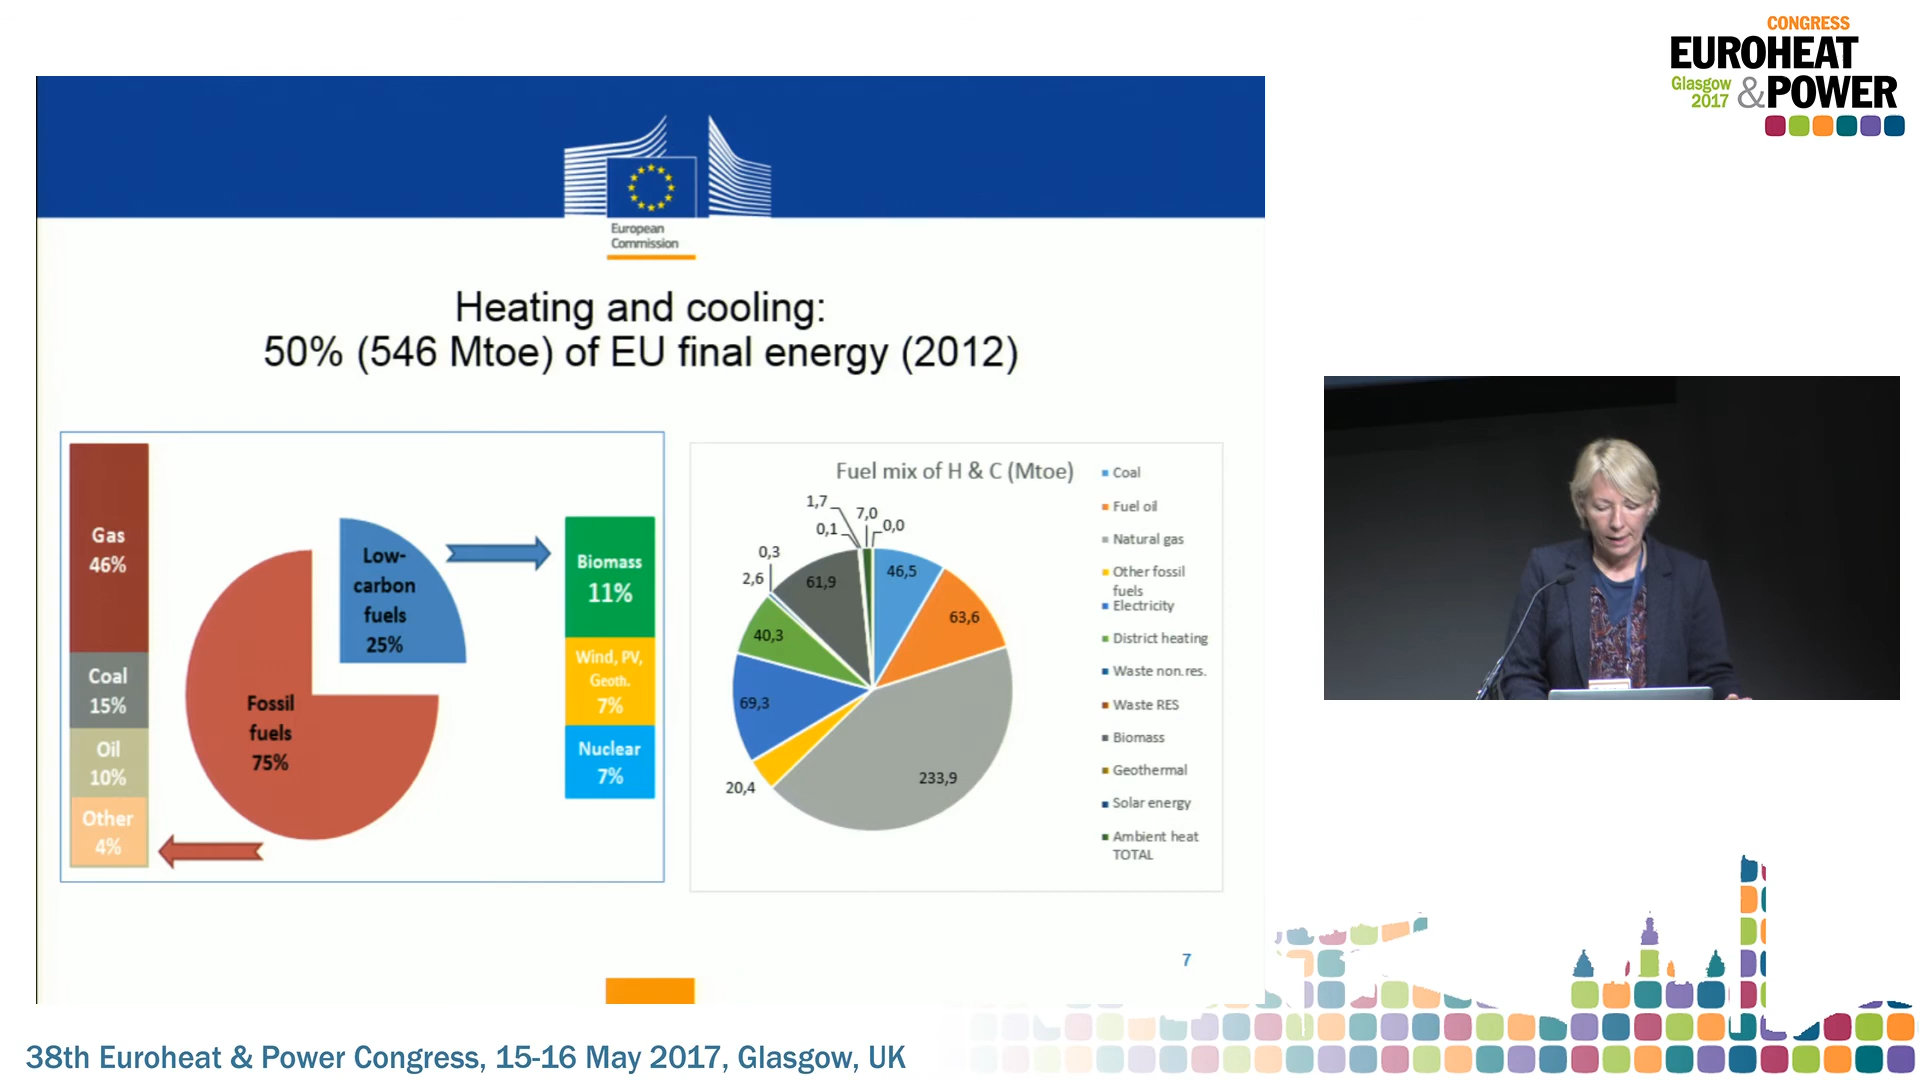 CONGRESS
EUROHEAT
Glasgow
2017
&POWER
European
Commission
Heating and cooling:
50% (546 Mtoe) of EU final energy (2012)
Gas
46%
Coal
15%
Oil
10%
Other
4%
Fossil
fuels
75%
Low-
carbon
fuels
25%
Biomass
11%
Wind, PV,
Geoth.
7%
Nuclear
7%
Fuel mix of H & C (Mtoe)
1,7
7,0
0,1
0,0
0,3
2,6
61,9
46,5
63,6
40,3
69,3
20,4
233,9
Coal
Fuel oil
Natural gas
Other fossil
fuels
Electricity
District heating
Waste non.res.
Waste RES
Biomass
Geothermal
Solar energy
Ambient heat
TOTAL
7
38th Euroheat & Power Congress, 15-16 May 2017, Glasgow, UK